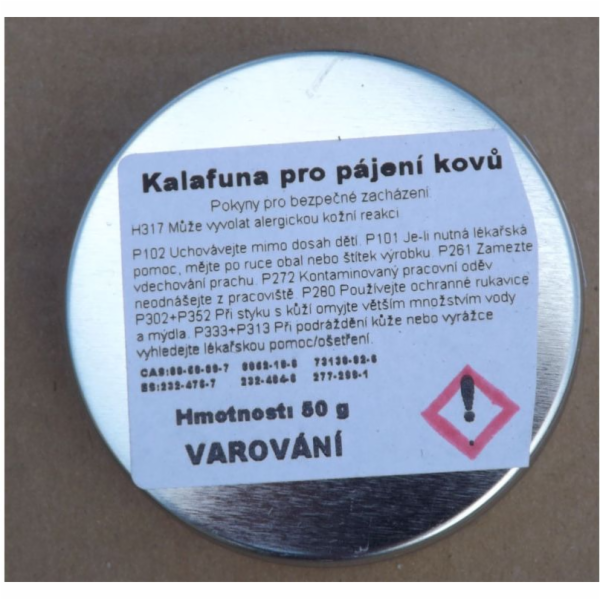 Kalafuna pro pájení kovů
Pokyny pro bezpečné zacházení
H317 Může vyvolat alergickou kožní reakci
P102 Uchovávejte mimo dosah dětí. P101 Je-li nutná lékařská
pomoc, mějte po ruce obal nebo štítek výrobku. P261 Zamezte
vdechování prachu. P272 Kontaminovaný pracovní oděv
neodnášejte z pracoviště. P280 Používejte ochranné rukavice
P302+P352 Při styku s kůží omyjte větším množstvím vody
a mýdla. P333+P313 Při podráždění kůže nebo vyrážce
vyhledejte lékařskou pomoc/ošetření.
Hmotnost: 50 g
VAROVÁNÍ